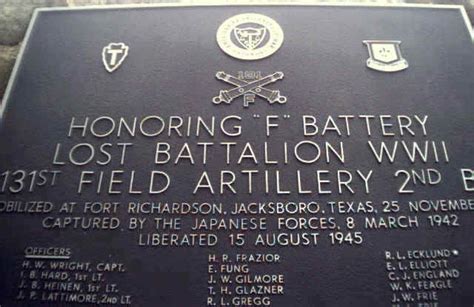 131
F
HONORING "F" BATTERY
LOST BATTALION WWII
131ST FIELD ARTILLERY 2ND B
OBILIZED AT FORT RICHARDSON, JACKSBORO, TEXAS, 25 NOVEMBER
CAPTURED BY THE JAPANESE FORCES, 8 MARCH 1942
LIBERATED 15 AUGUST 1945
OFFICERS
H. W. WRIGHT, CAPT.
I. B. HARD, 1ST LT.
J. B. HEINEN, 1ST LT.
J. P. LATTIMORE, 2ND LT.
H. R. FRAZIOR
E. FUNG
J. W. GILMORE
T. H. GLAZNER
R. L. GREGG
R. L. ECKLUND
E. L. ELLIOTT
C. J. ENGLAND
W. K. FEAGLE
J. W. FRIE